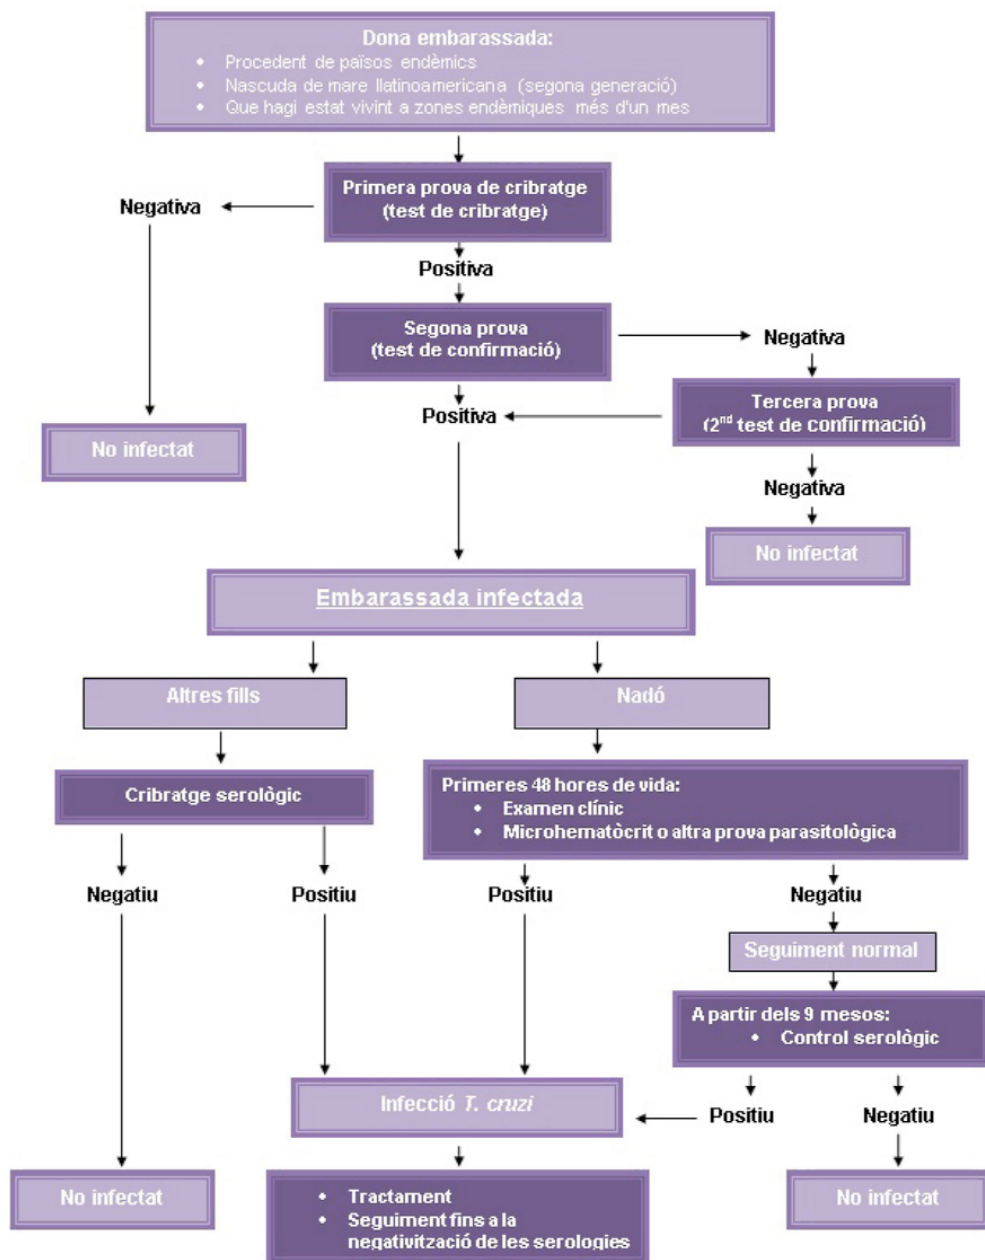 Dona embarassada:
• Procedent de països endèmics
• Nascuda de mare llatinoamericana (segona generació)
• Que hagi estat vivint a zones endèmiques més d'un mes
Primera prova de cribratge
(test de cribratge)
Negativa
Positiva
Segona prova
(test de confirmació)
Negativa
Positiva
Tercera prova
(2nd test de confirmació)
No infectat
Negativa
No infectat
Embarassada infectada
Altres fills
Nadó
Cribratge serològic
Primeres 48 hores de vida:
• Examen clínic
• Microhematòcrit o altra prova parasitològica
Negatiu
Positiu
Positiu
Negatiu
Seguiment normal
A partir dels 9 mesos:
• Control serològic
Infecció T. cruzi
Positiu
Negatiu
No infectat
• Tractament
• Seguiment fins a la
negativització de les serologies
No infectat